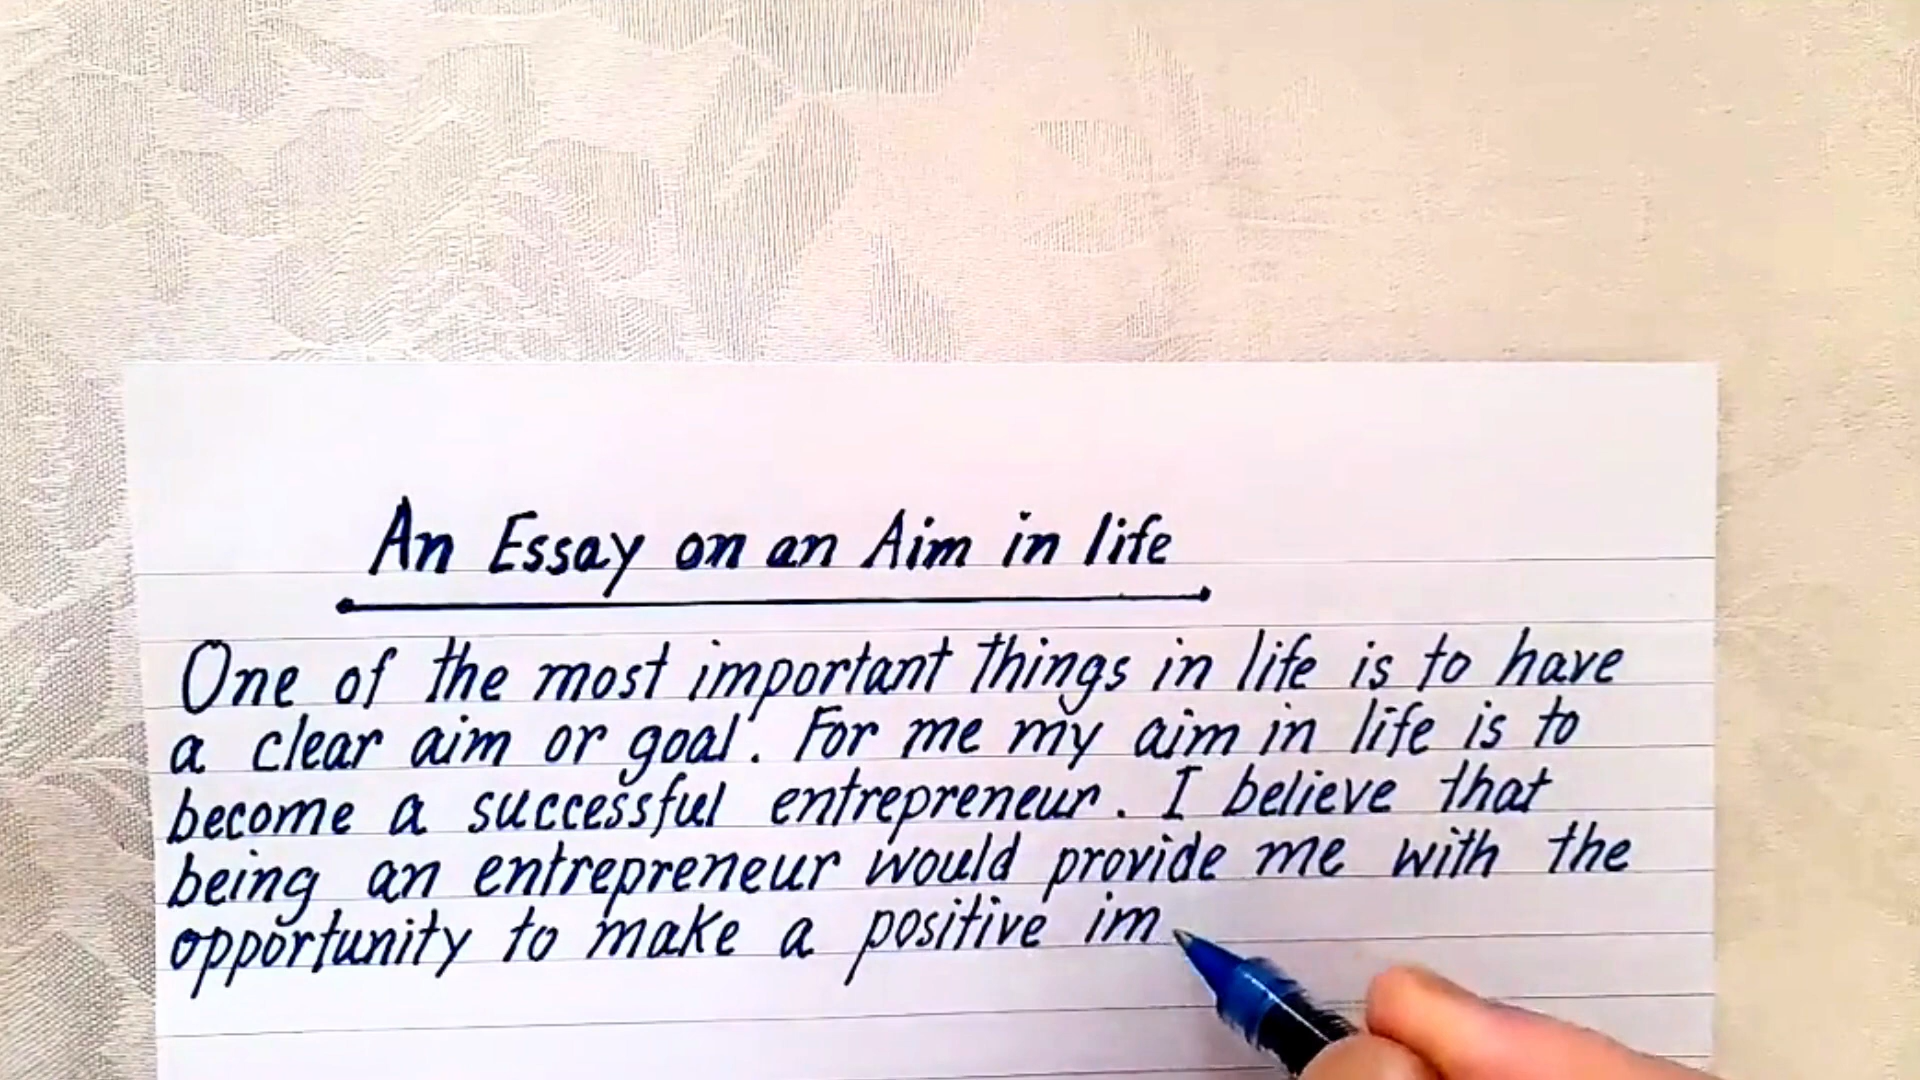 An Essay on an Aim in life
One of the most important things in life is to have
a clear aim or goal. For me my aim in life is to
become a successful entrepreneur. I believe that
being an entrepreneur would provide me with the
opportunity to make a positive im